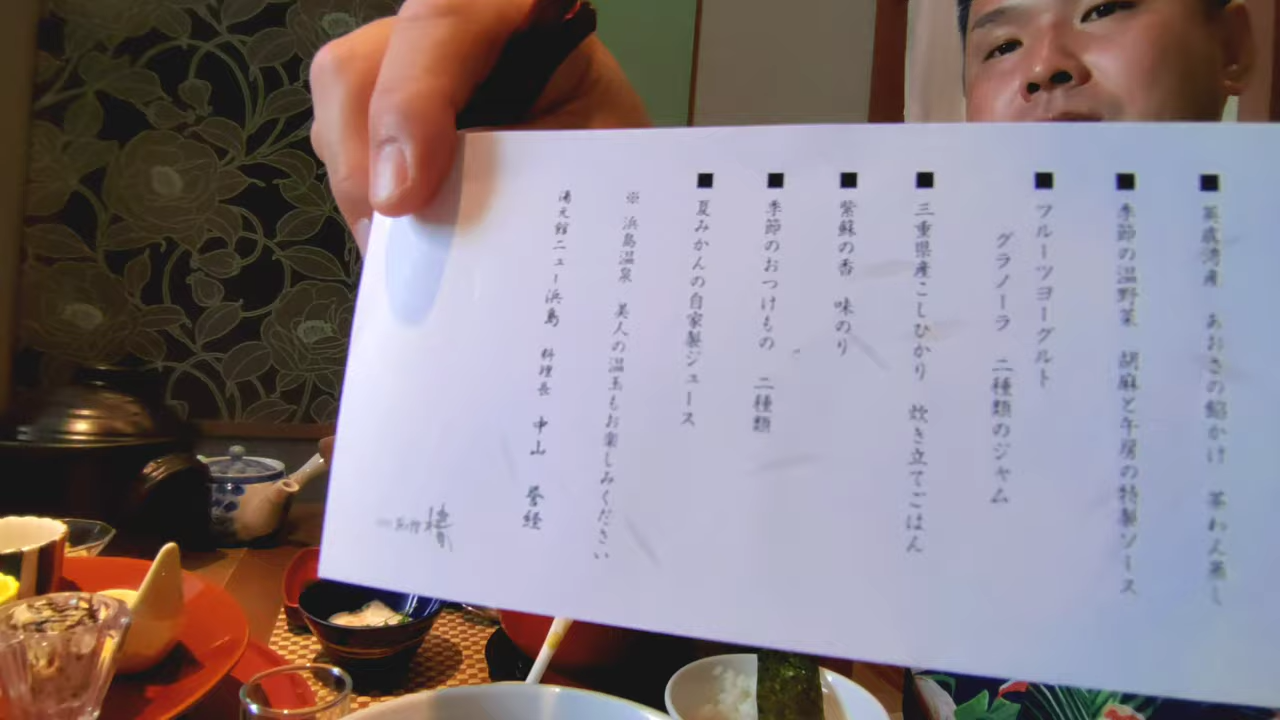 ■ 英虞湾産 あおさの餡かけ 茶わん蒸し
■ 季節の温野菜 胡麻と午房の特製ソース
■ フルーツヨーグルト
グラノーラ 二種類のジャム
■ 三重県産こしひかり 炊き立てごはん
■ 紫蘇の香 味のり
■ 季節のおつけもの 二種類
■ 夏みかんの自家製ジュース
※ 浜島温泉 美人の温玉もお楽しみください
湯元館ニュー浜島 料理長 中山 誉経
椿